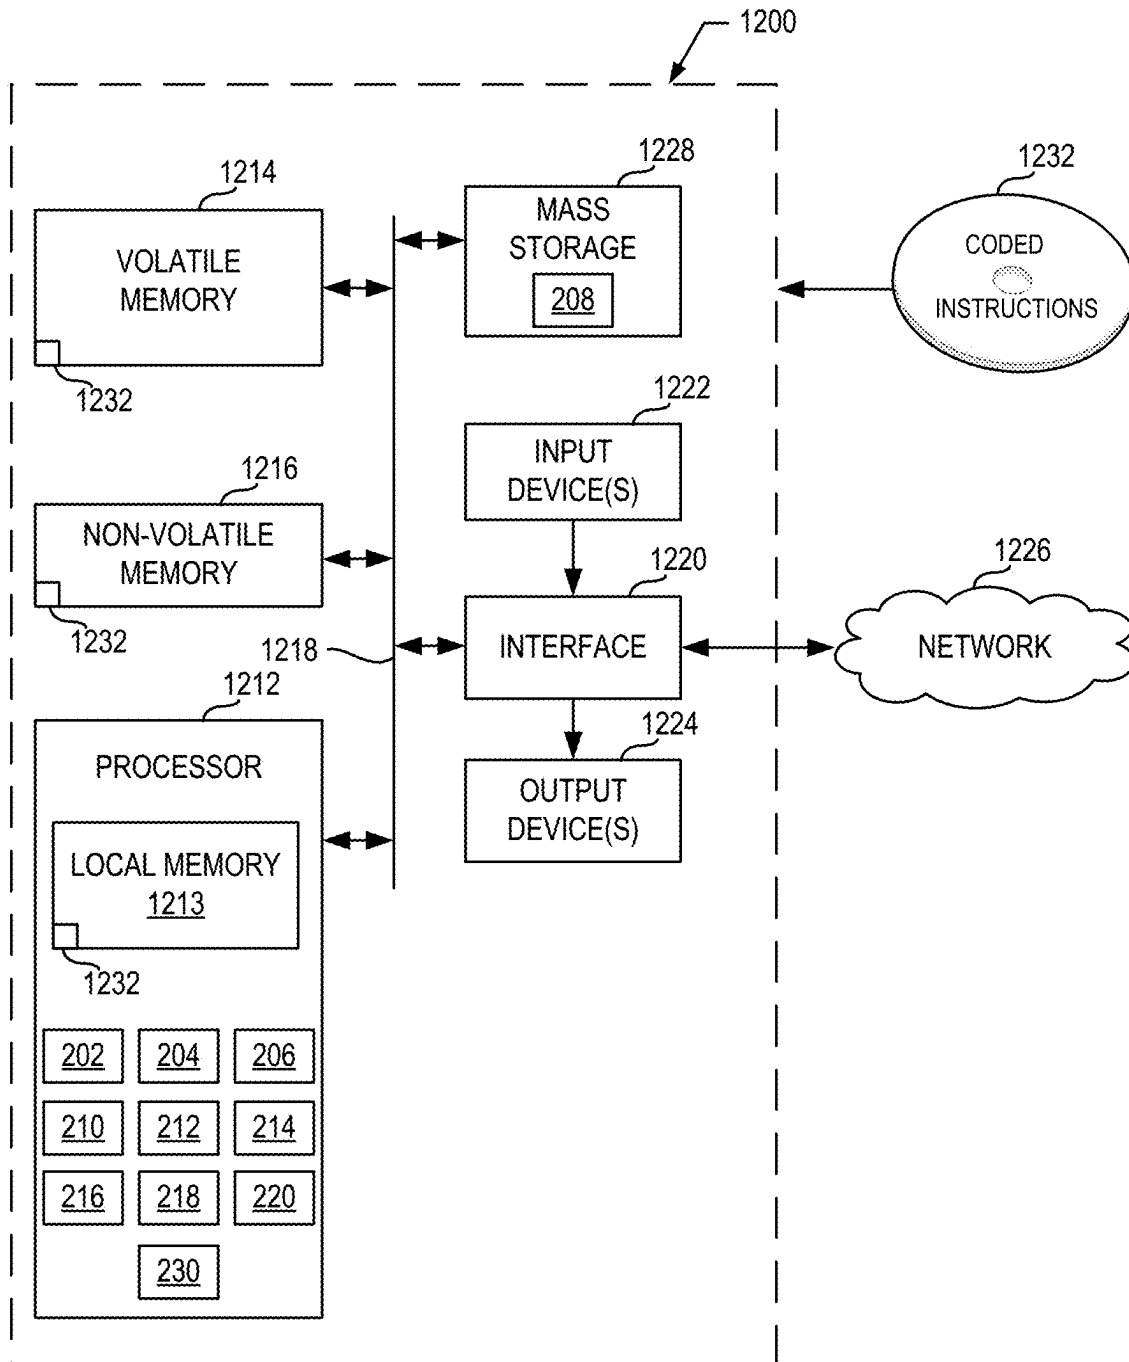 1200
1214
VOLATILE
MEMORY
1232
1228
MASS
STORAGE
208
1232
CODED
INSTRUCTIONS
1222
INPUT
DEVICE(S)
1216
NON-VOLATILE
MEMORY
1232
1218
1220
INTERFACE
1226
NETWORK
1212
PROCESSOR
LOCAL MEMORY
1213
1232
1224
OUTPUT
DEVICE(S)
202 204 206
210 212 214
216 218 220
230